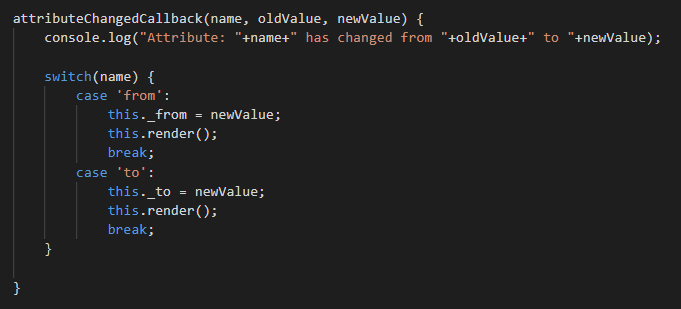 attributeChangedCallback(name, oldValue, newValue) {
    console.log("Attribute: "+name+" has changed from "+oldValue+" to "+newValue);
    switch(name) {
        case 'from':
            this._from = newValue;
            this.render();
            break;
        case 'to':
            this._to = newValue;
            this.render();
            break;
    }
}